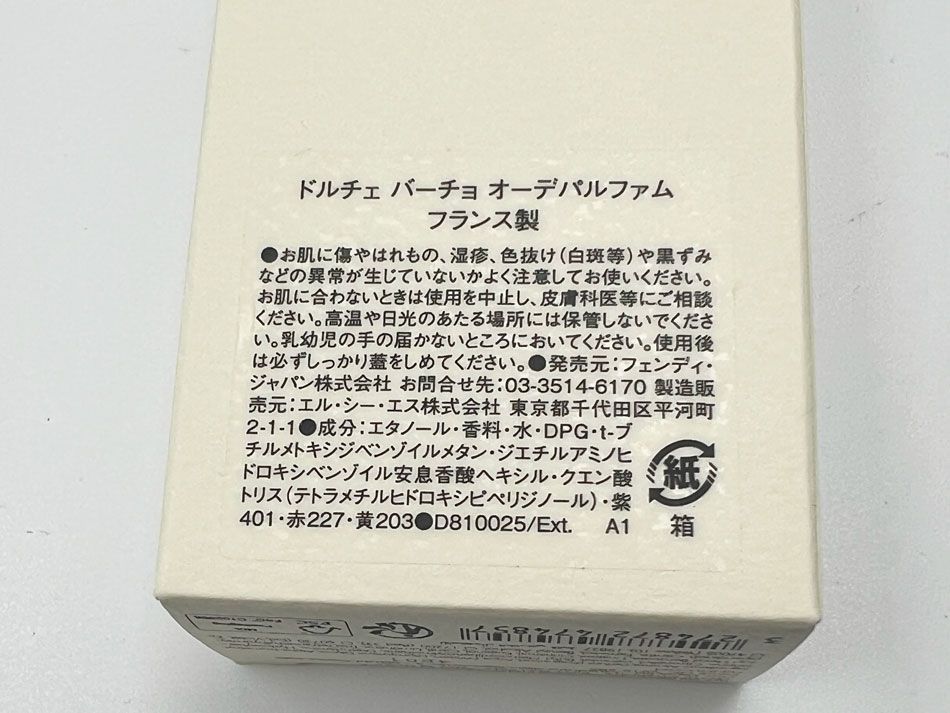 ドルチェ バーチョ オーデパルファム
フランス製
●お肌に傷やはれもの、湿疹、色抜け(白斑等)や黒ずみ
などの異常が生じていないかよく注意してお使いください。
お肌に合わないときは使用を中止し、皮膚科医等にご相談
ください。高温や日光のあたる場所には保管しないでくださ
い。乳幼児の手の届かないところにおいてください。使用後
は必ずしっかり蓋をしめてください。●発売元:フェンディ・
ジャパン株式会社 お問合せ先:03-3514-6170 製造販
売元:エル・シー・エス株式会社 東京都千代田区平河町
2-1-1●成分:エタノール・香料・水・DPG・t-ブ
チルメトキシジベンゾイルメタン・ジエチルアミノヒ
ドロキシベンゾイル安息香酸ヘキシル・クエン酸
トリス(テトラメチルヒドロキシピペリジノール)・紫
401・赤227・黄203●D810025/Ext. A1
紙
箱
FSC